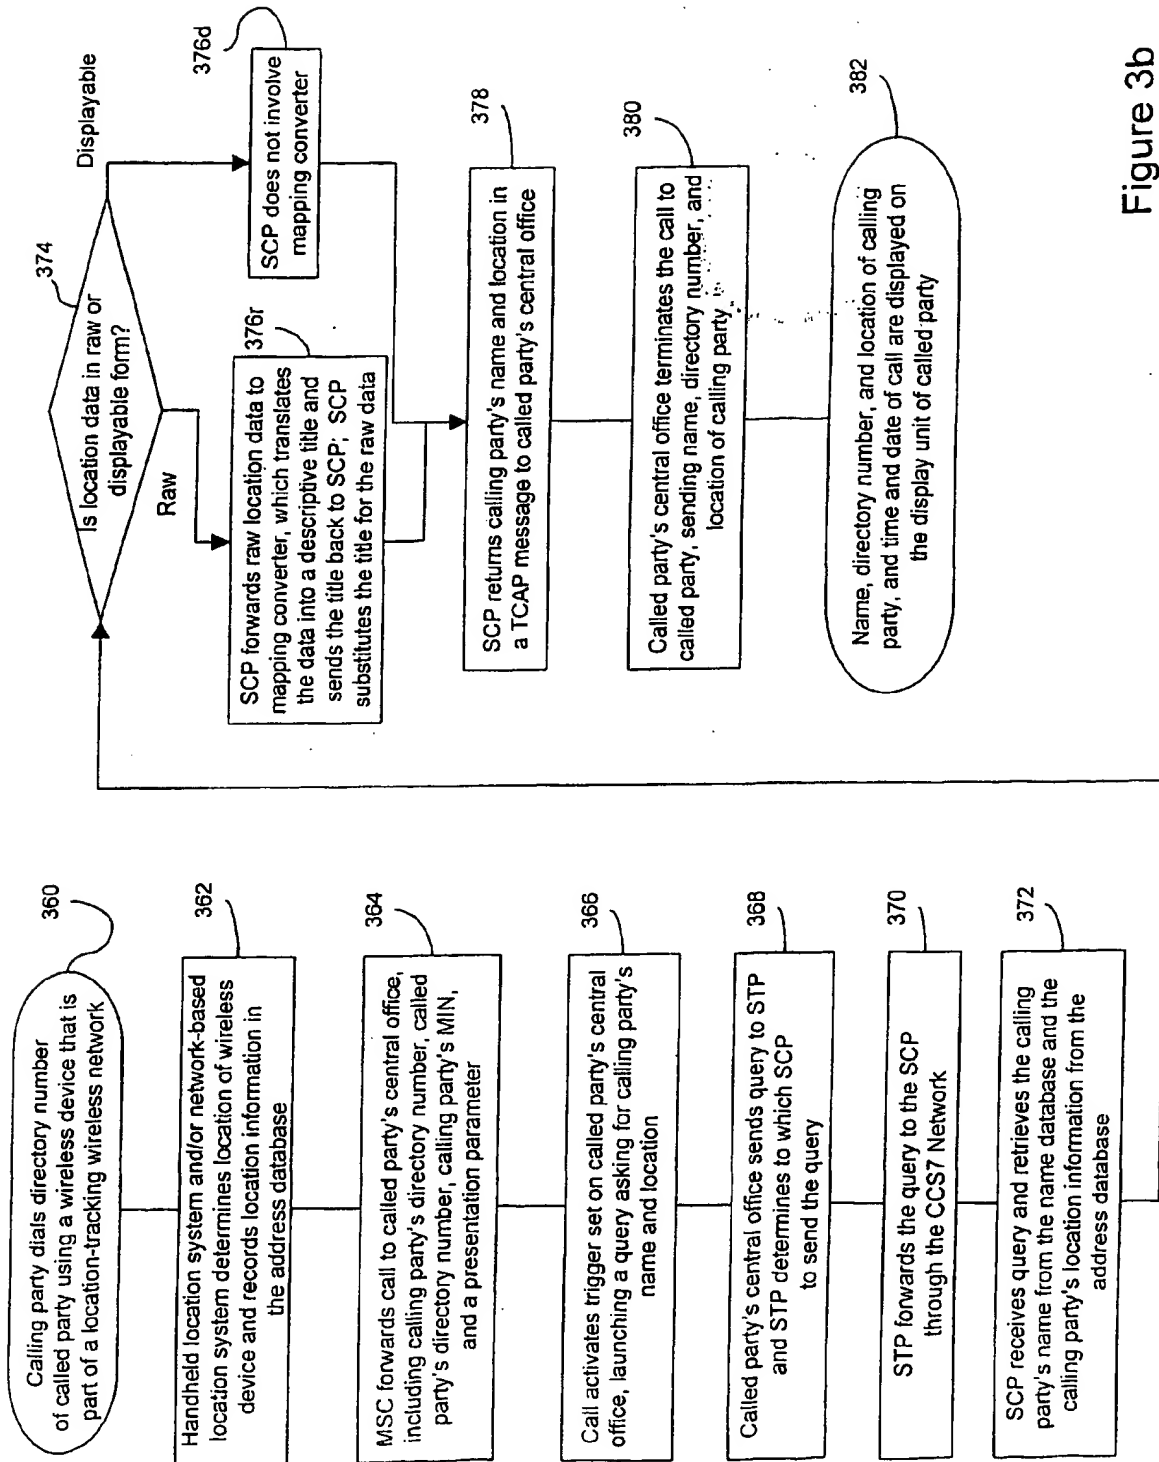 360
Calling party dials directory number
of called party using a wireless device that is
part of a location-tracking wireless network
362
Handheld location system and/or network-based
location system determines location of wireless
device and records location information in
the address database
364
MSC forwards call to called party's central office,
including calling party's directory number, called
party's directory number, calling party's MIN,
and a presentation parameter
366
Call activates trigger set on called party's central
office, launching a query asking for calling party's
name and location
368
Called party's central office sends query to STP
and STP determines to which SCP
to send the query
370
STP forwards the query to the SCP
through the CCS7 Network
372
SCP receives query and retrieves the calling
party's name from the name database and the
calling party's location information from the
address database
374
Is location data in raw or
displayable form?
Raw
Displayable
376r
SCP forwards raw location data to
mapping converter, which translates
the data into a descriptive title and
sends the title back to SCP; SCP
substitutes the title for the raw data
376d
SCP does not involve
mapping converter
378
SCP returns calling party's name and location in
a TCAP message to called party's central office
380
Called party's central office terminates the call to
called party, sending name, directory number, and
location of calling party
382
Name, directory number, and location of calling
party, and time and date of call are displayed on
the display unit of called party
Figure 3b